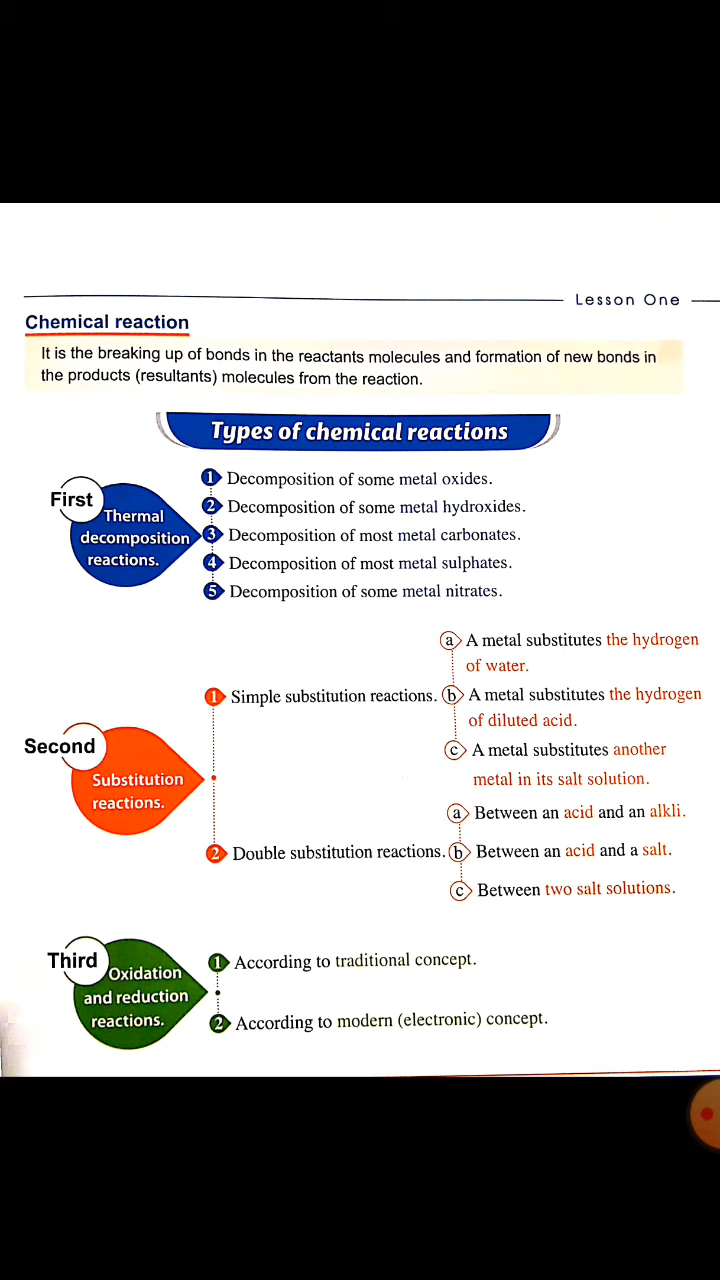 Lesson One
Chemical reaction
It is the breaking up of bonds in the reactants molecules and formation of new bonds in
the products (resultants) molecules from the reaction.
Types of chemical reactions
First
Thermal
decomposition
reactions.
1 Decomposition of some metal oxides.
2 Decomposition of some metal hydroxides.
3 Decomposition of most metal carbonates.
4 Decomposition of most metal sulphates.
5 Decomposition of some metal nitrates.
Second
Substitution
reactions.
1 Simple substitution reactions.
a A metal substitutes the hydrogen
of water.
b A metal substitutes the hydrogen
of diluted acid.
c A metal substitutes another
metal in its salt solution.
2 Double substitution reactions.
a Between an acid and an alkli.
b Between an acid and a salt.
c Between two salt solutions.
Third
Oxidation
and reduction
reactions.
1 According to traditional concept.
2 According to modern (electronic) concept.